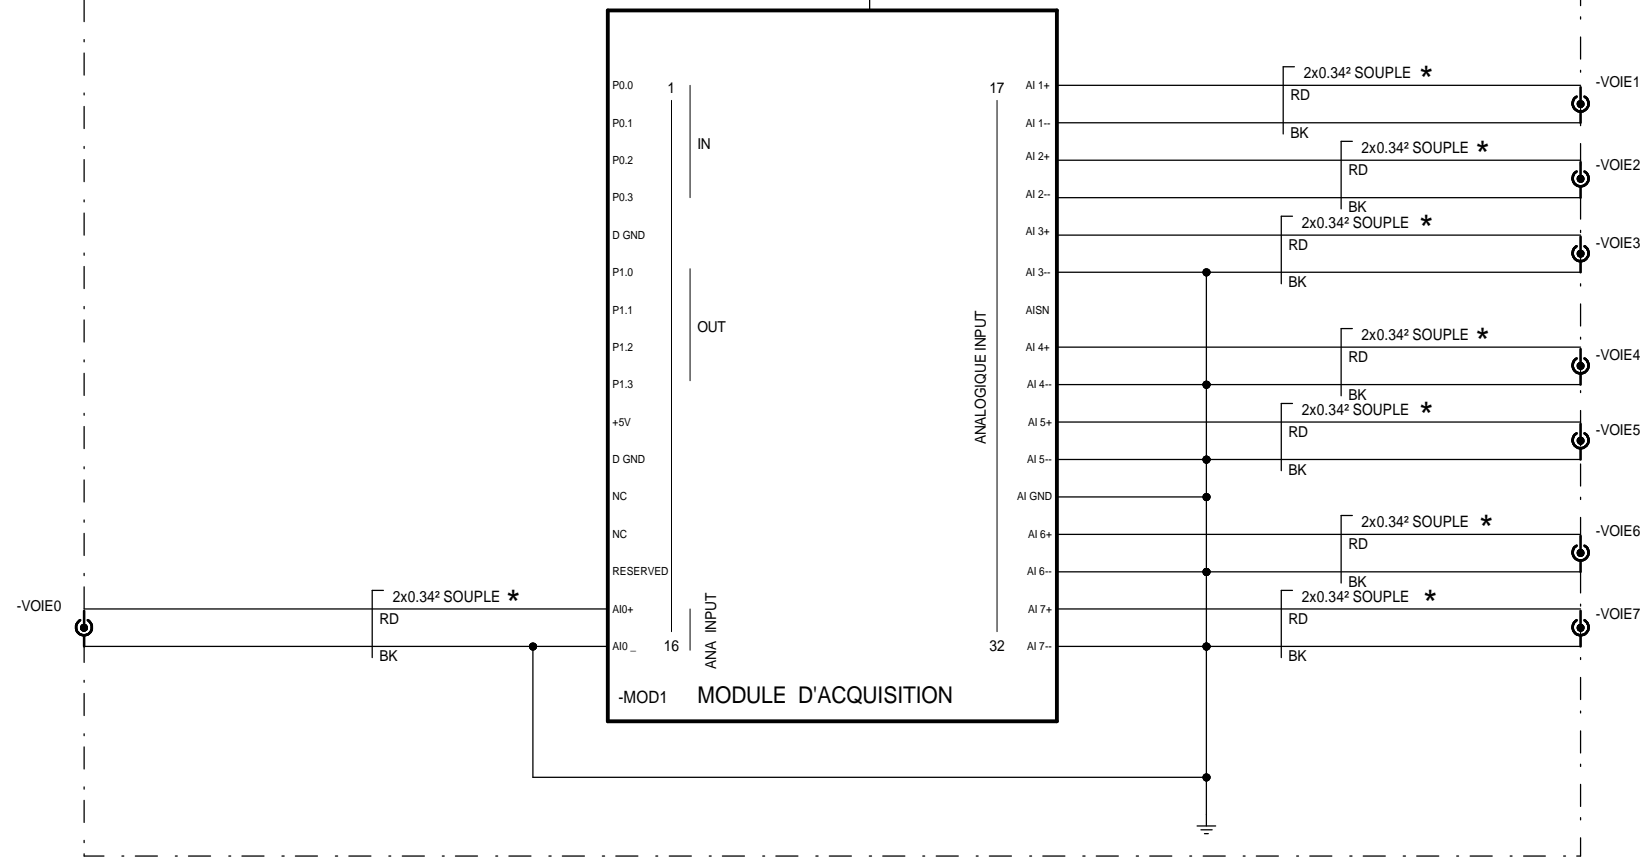 P0.0
P0.1
P0.2
P0.3
D GND
P1.0
P1.1
P1.2
P1.3
+5V
D GND
NC
NC
RESERVED
AI0+
AI0 _
1
16
IN
OUT
ANA INPUT
17
32
ANALOGIQUE INPUT
AI 1+
AI 1--
AI 2+
AI 2--
AI 3+
AI 3--
AISN
AI 4+
AI 4--
AI 5+
AI 5--
AI GND
AI 6+
AI 6--
AI 7+
AI 7--
-MOD1 MODULE D'ACQUISITION
-VOIE0
2x0.34² SOUPLE *
RD
BK
2x0.34² SOUPLE *
RD
BK
-VOIE1
2x0.34² SOUPLE *
RD
BK
-VOIE2
2x0.34² SOUPLE *
RD
BK
-VOIE3
2x0.34² SOUPLE *
RD
BK
-VOIE4
2x0.34² SOUPLE *
RD
BK
-VOIE5
2x0.34² SOUPLE *
RD
BK
-VOIE6
2x0.34² SOUPLE *
RD
BK
-VOIE7